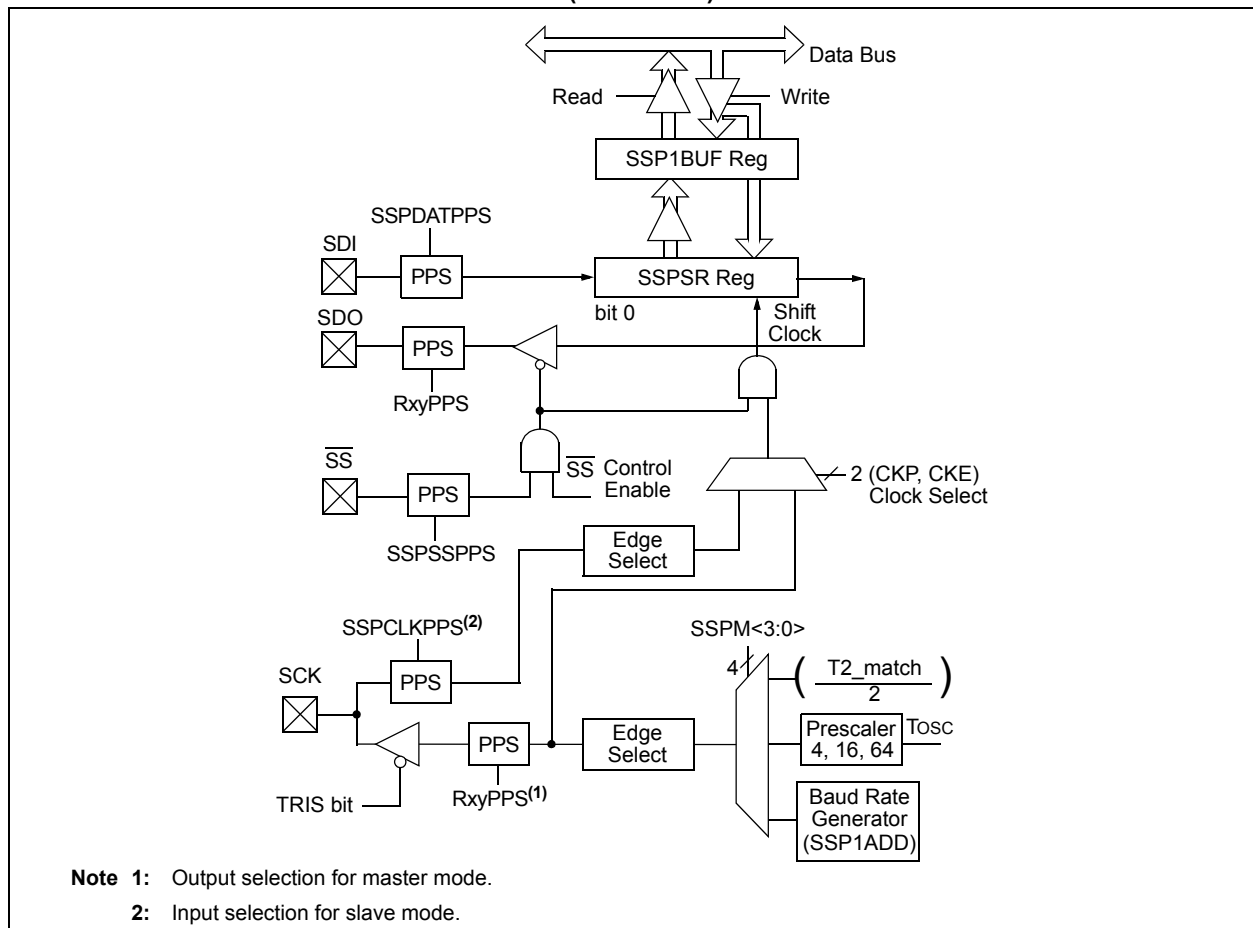 Data Bus
Read
Write
SSP1BUF Reg
SSPDATPPS
SDI
PPS
SSPSR Reg
bit 0
Shift
Clock
SDO
PPS
RxyPPS
SS
PPS
SS Control
Enable
2 (CKP, CKE)
Clock Select
SSPSSPPS
Edge
Select
SSPCLKPPS(2)
SSPM<3:0>
4
SCK
PPS
( T2_match
2 )
PPS
Edge
Select
Prescaler
4, 16, 64
TOSC
TRIS bit
RxyPPS(1)
Baud Rate
Generator
(SSP1ADD)
Note 1: Output selection for master mode.
2: Input selection for slave mode.